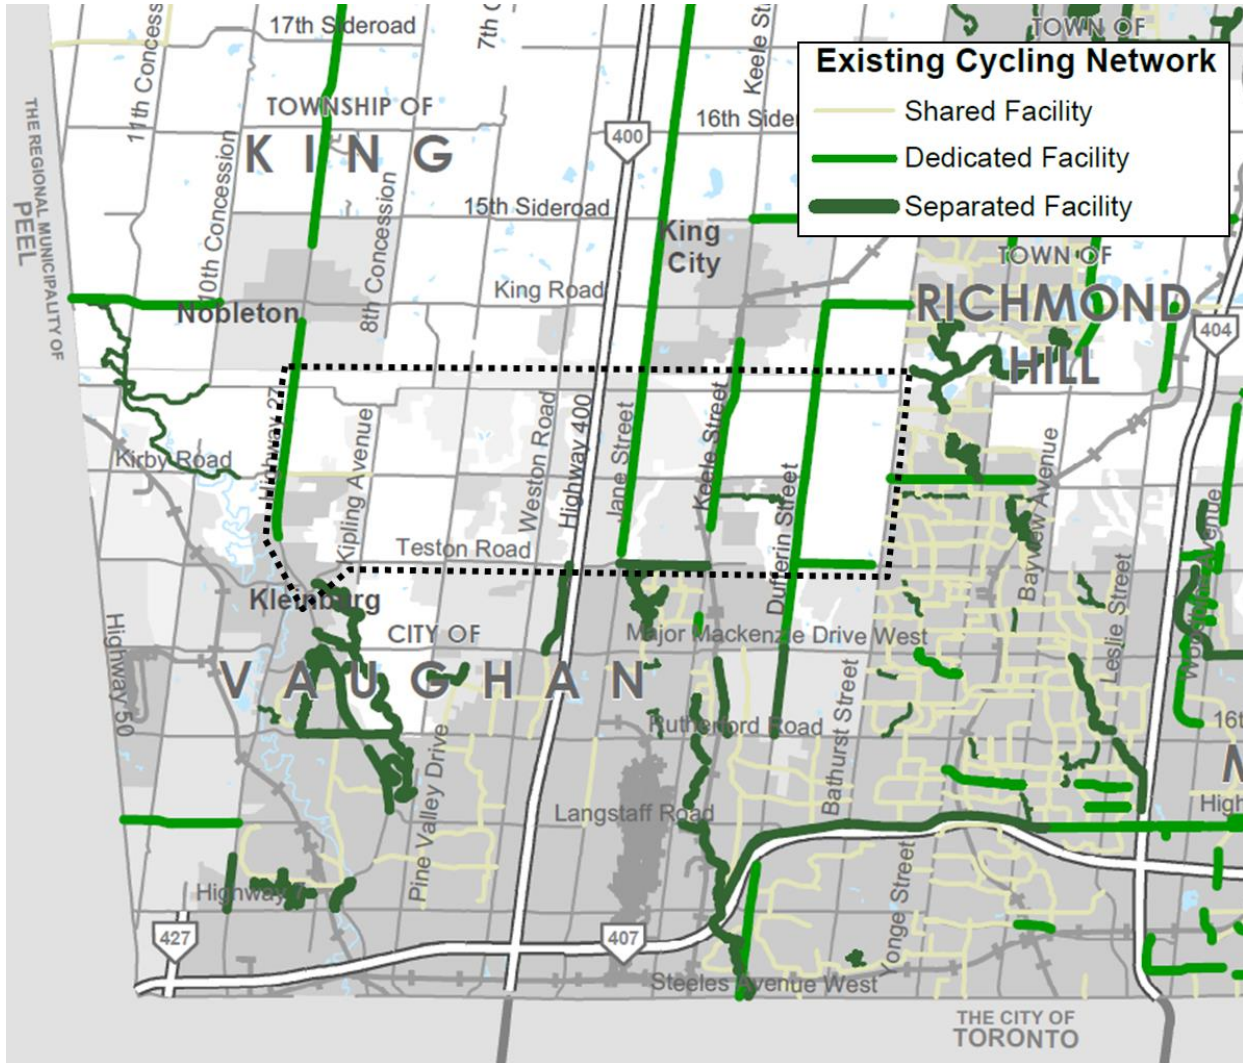 17th Sideroad
7th C
Keele St
TOWN OF
11th Concess
Existing Cycling Network
Shared Facility
Dedicated Facility
Separated Facility
THE REGIONAL MUNICIPALITY OF
PEEL
TOWNSHIP OF
KING
400
16th Sider
10th Concession
8th Concession
15th Sideroad
King
City
TOWN OF
RICHMOND
HILL
King Road
Nobleton
404
Highway 27
Kipling Avenue
Weston Road
Highway 400
Jane Street
Keele Street
Kirby Road
Dufferin Street
Bayview Avenue
Teston Road
Kleinburg
CITY OF
VAUGHAN
Major Mackenzie Drive West
Leslie Street
Highway 50
Rutherford Road
16t
M
Pine Valley Drive
Bathurst Street
Langstaff Road
High
Highway 7
Yonge Street
427
407
Steeles Avenue West
THE CITY OF
TORONTO